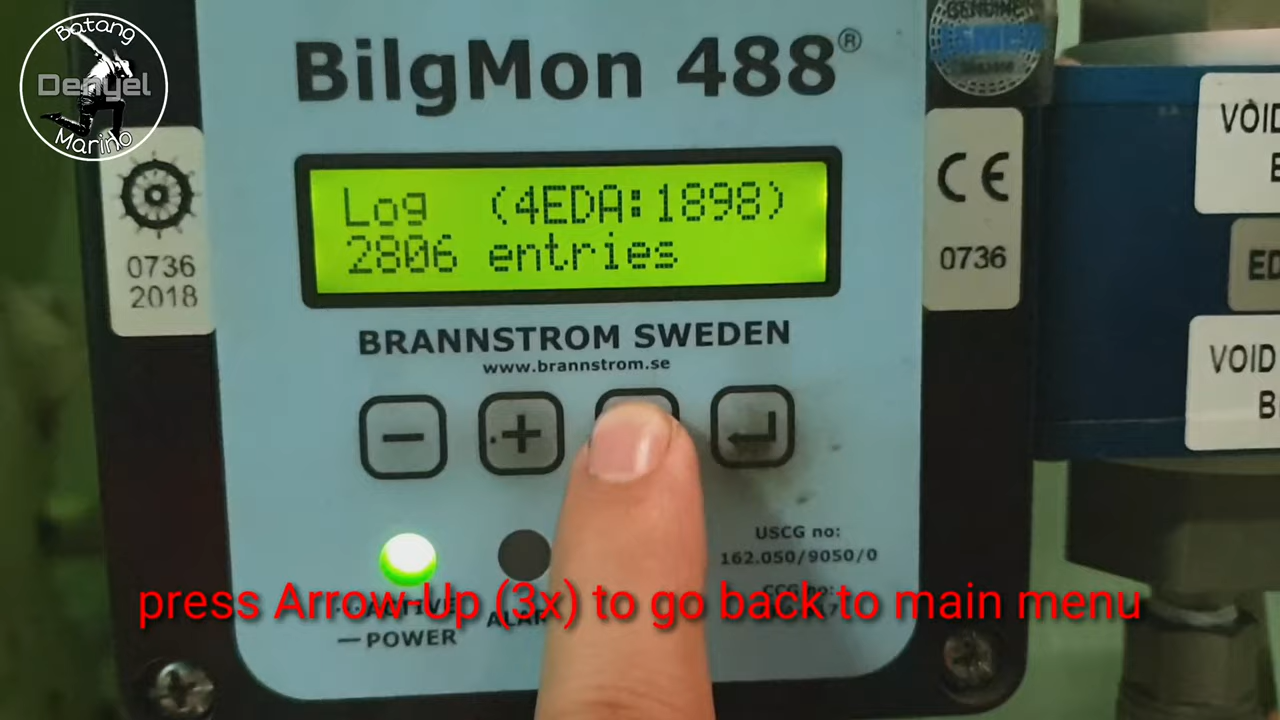 Batang
Denyel
Marino
BilgMon 488®
GENUINE
Log (4EDA:1898)
2806 entries
0736
2018
CE
0736
BRANNSTROM SWEDEN
www.brannstrom.se
VOID
VOID
B
USCG no:
162.050/9050/0
press Arrow Up (3x) to go back to main menu
ACTIVE
POWER